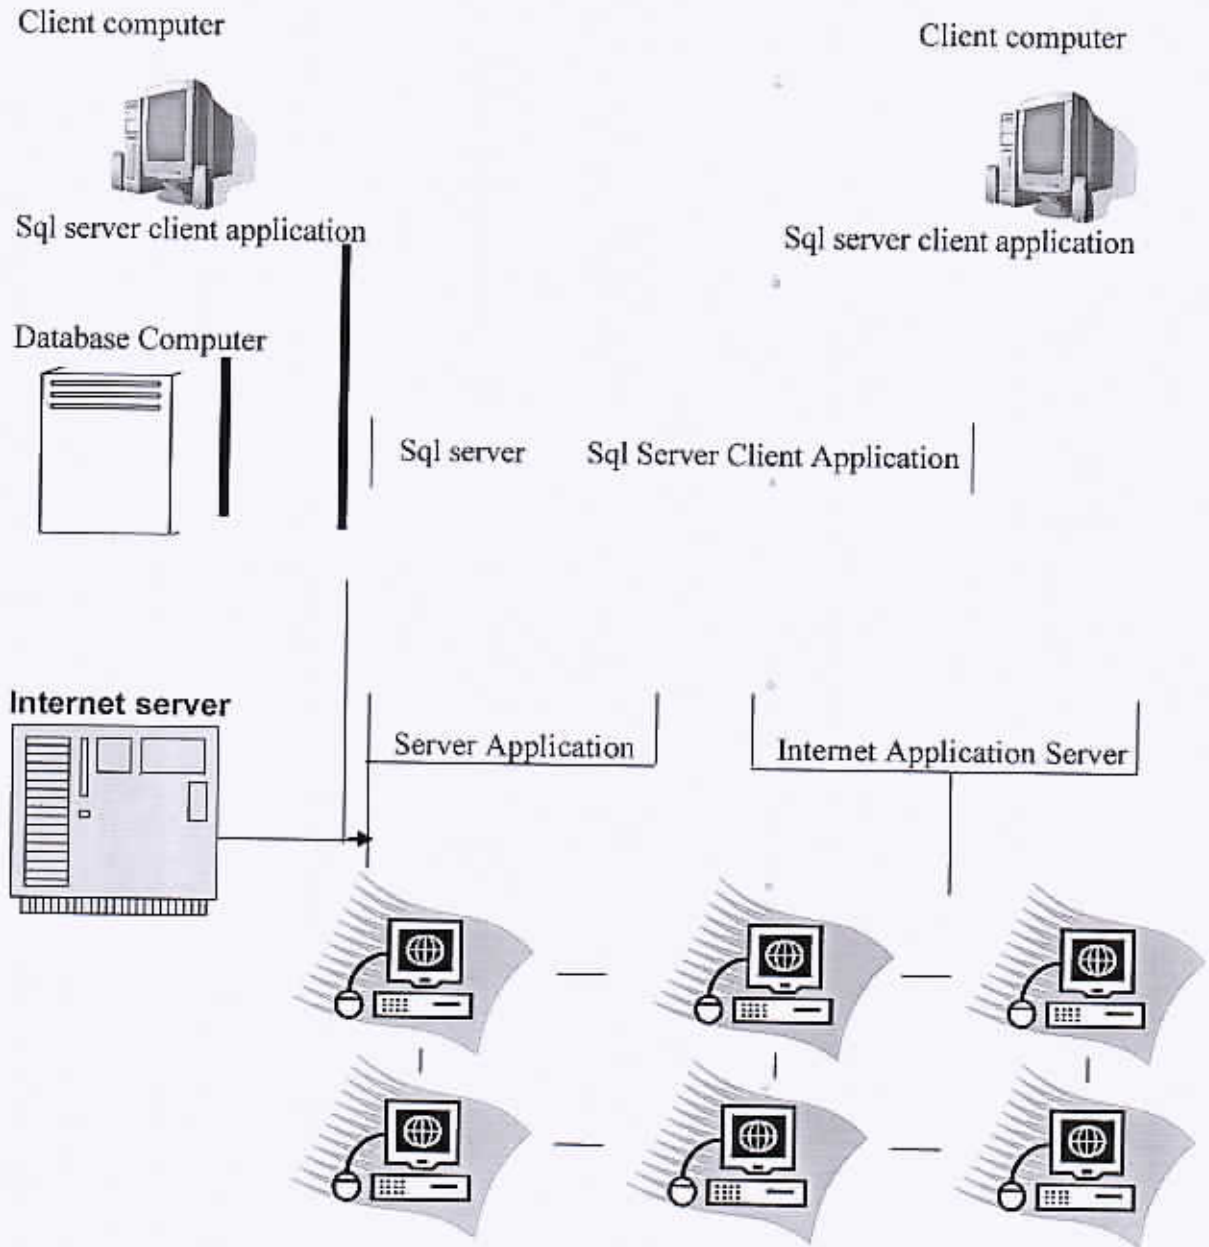 Client computer
Client computer
Sql server client application
Sql server client application
Database Computer
Sql server
Sql Server Client Application
Internet server
Server Application
Internet Application Server